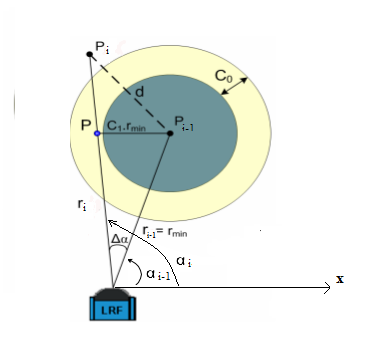 Pi
C0
d
P
C1.rmin
Pi-1
ri
ri-1= rmin
Δα
αi
αi-1
x
LRF